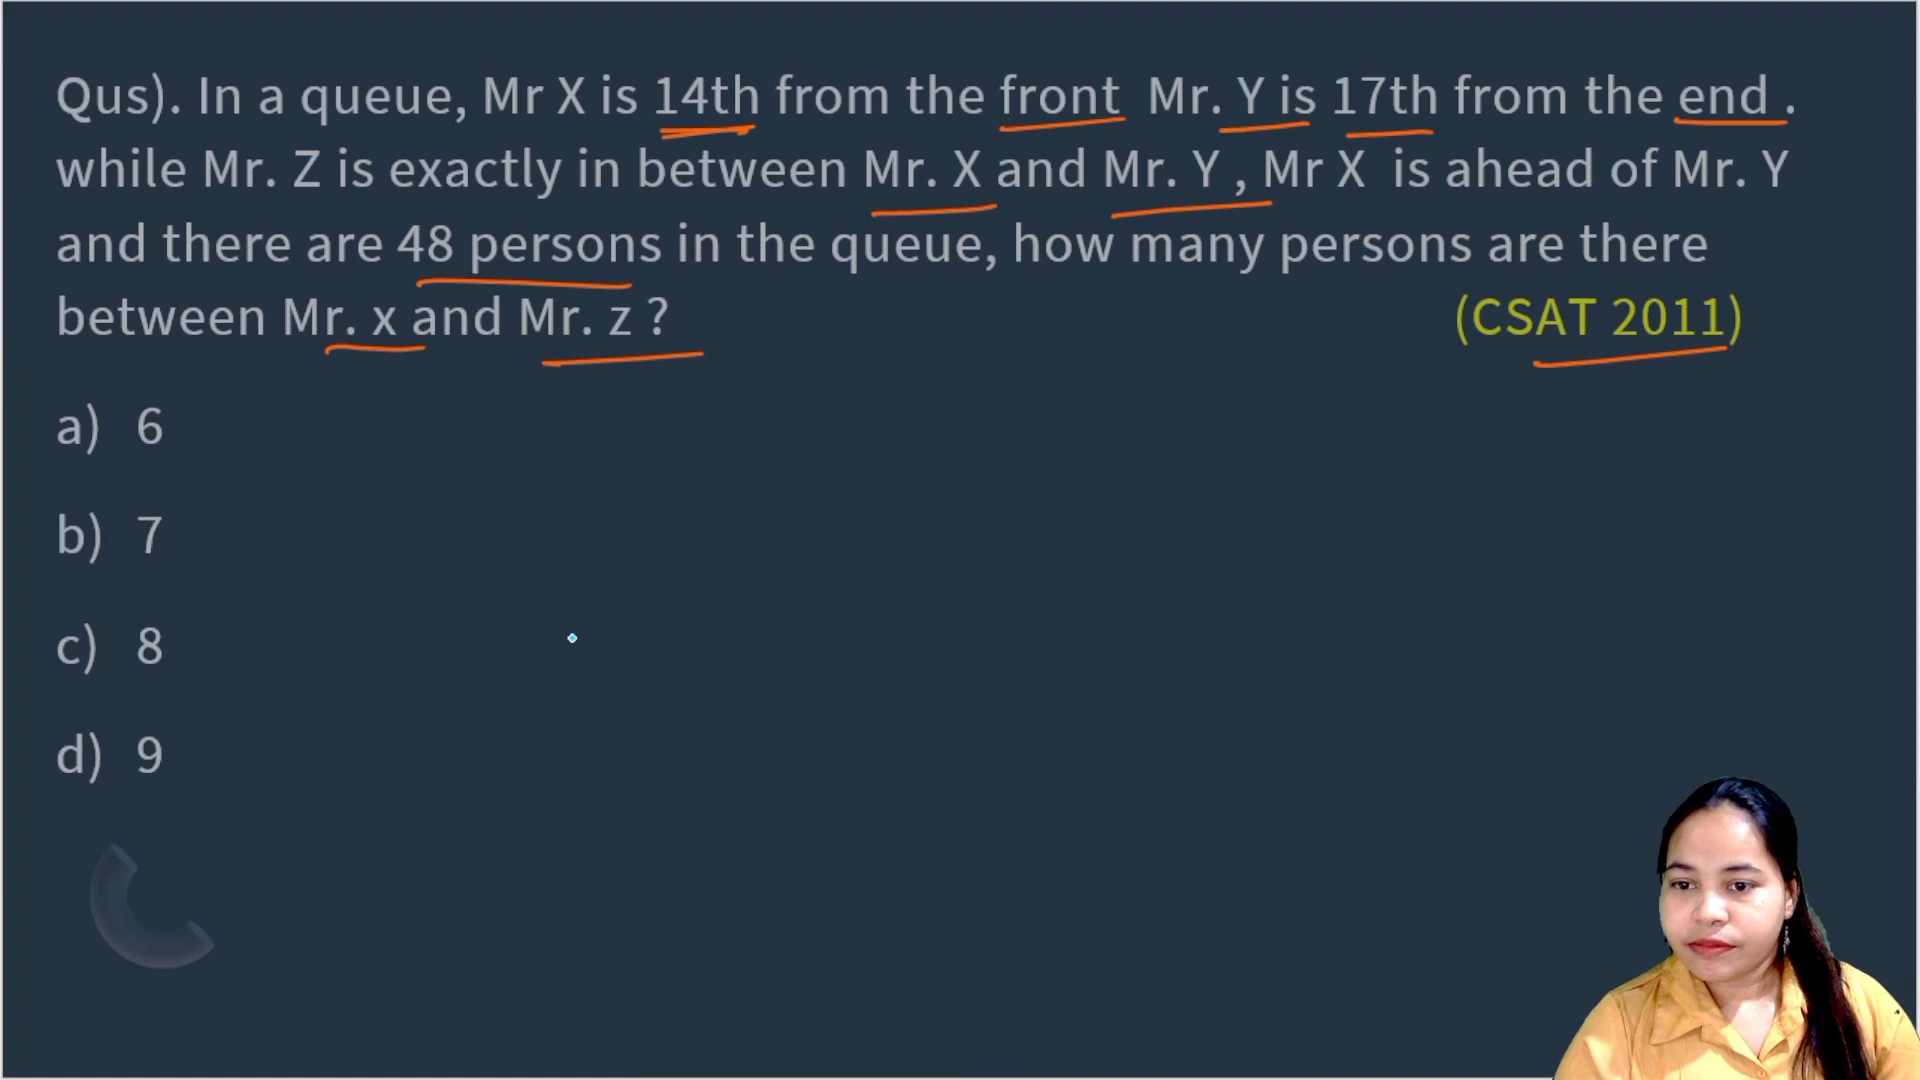 Qus). In a queue, Mr X is 14th from the front Mr. Y is 17th from the end .
while Mr. Z is exactly in between Mr. X and Mr. Y , Mr X is ahead of Mr. Y
and there are 48 persons in the queue, how many persons are there
between Mr. x and Mr. z ? (CSAT 2011)
a) 6
b) 7
c) 8
d) 9